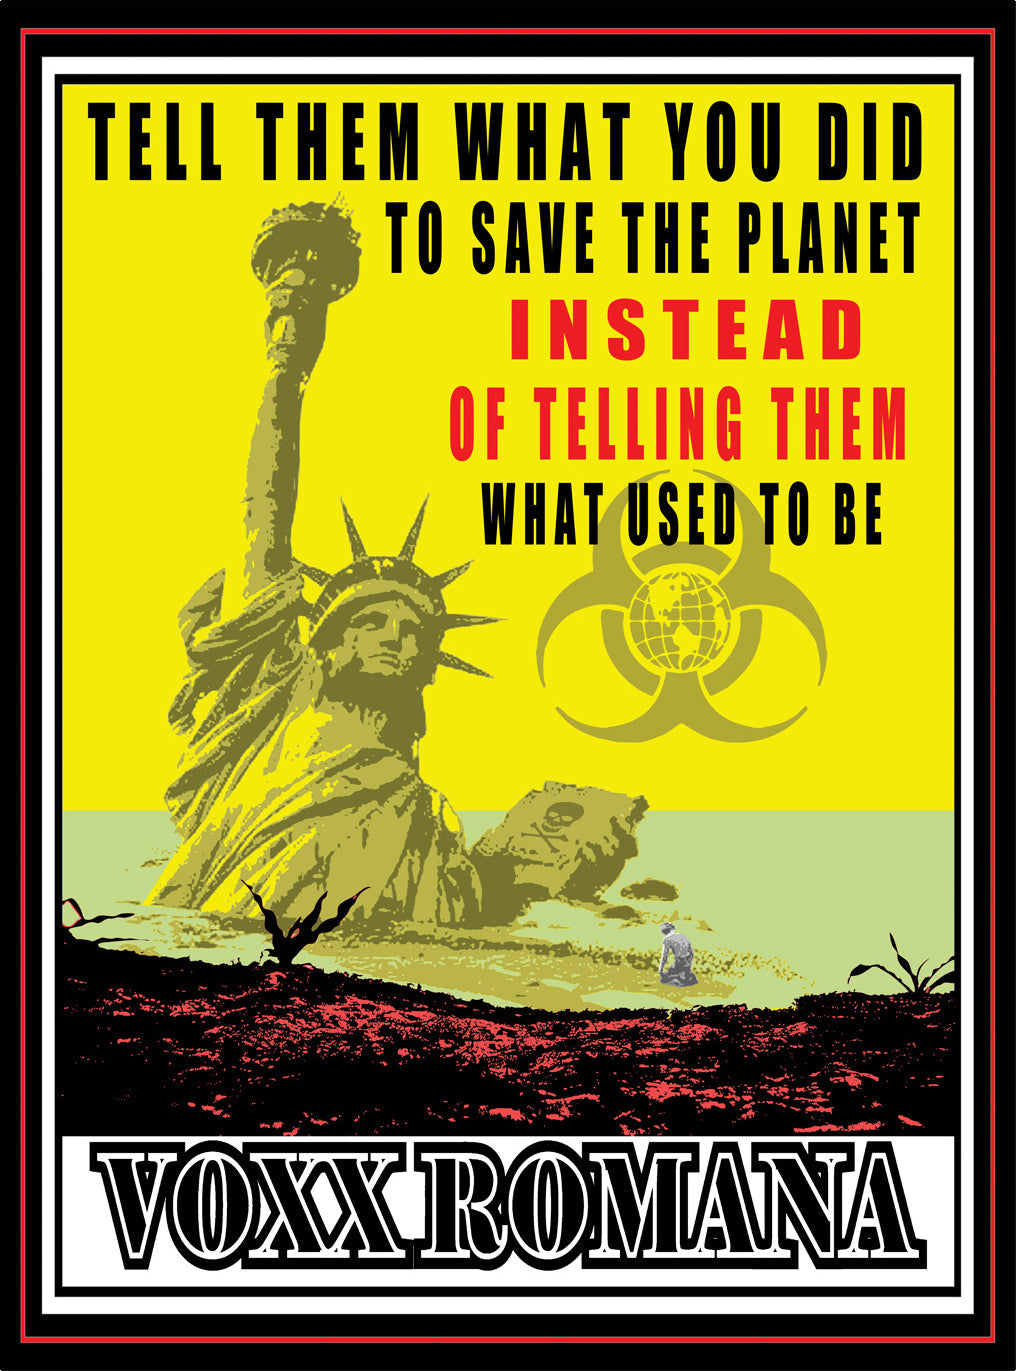 TELL THEM WHAT YOU DID
TO SAVE THE PLANET
INSTEAD
OF TELLING THEM
WHAT USED TO BE
VOXX ROMANA